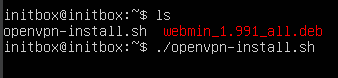 initbox@initbox:~$ ls
openvpn-install.sh webmin_1.991_all.deb
initbox@initbox:~$ ./openvpn-install.sh